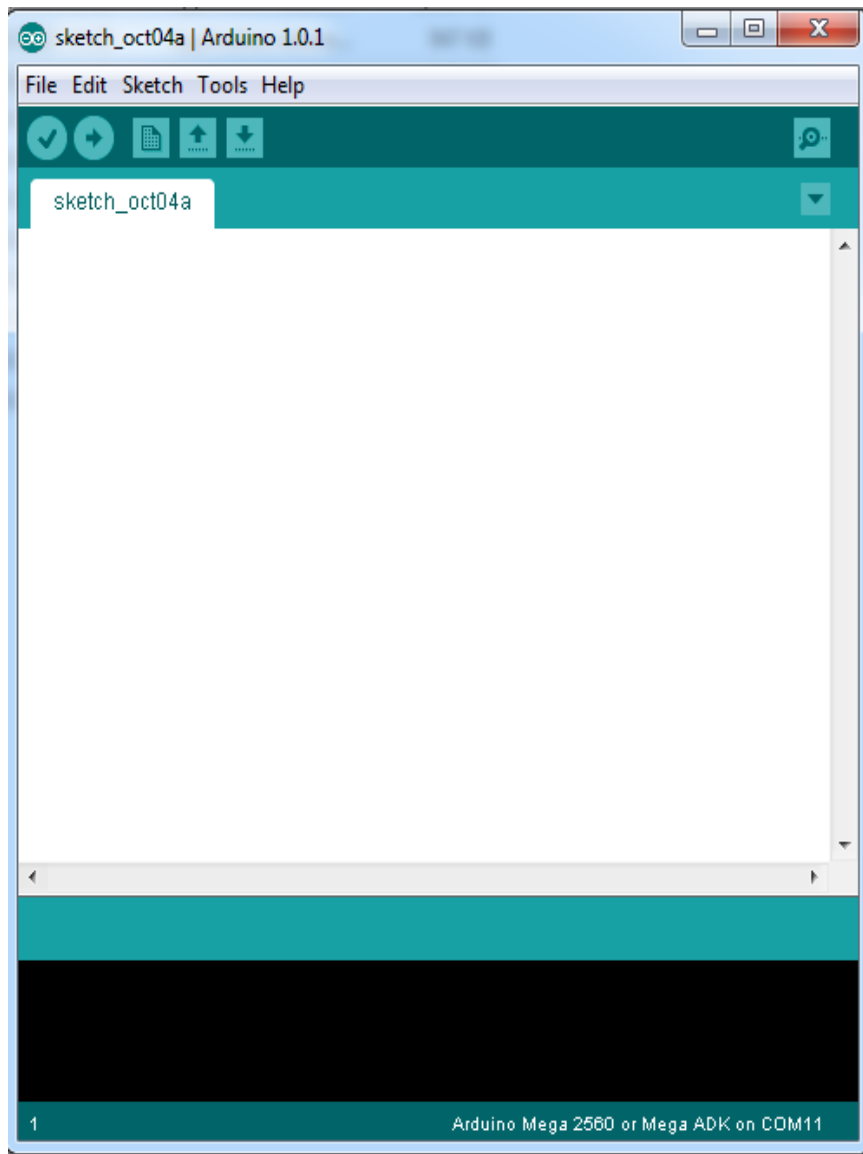 sketch_oct04a | Arduino 1.0.1
File Edit Sketch Tools Help
sketch_oct04a
1 Arduino Mega 2560 or Mega ADK on COM11